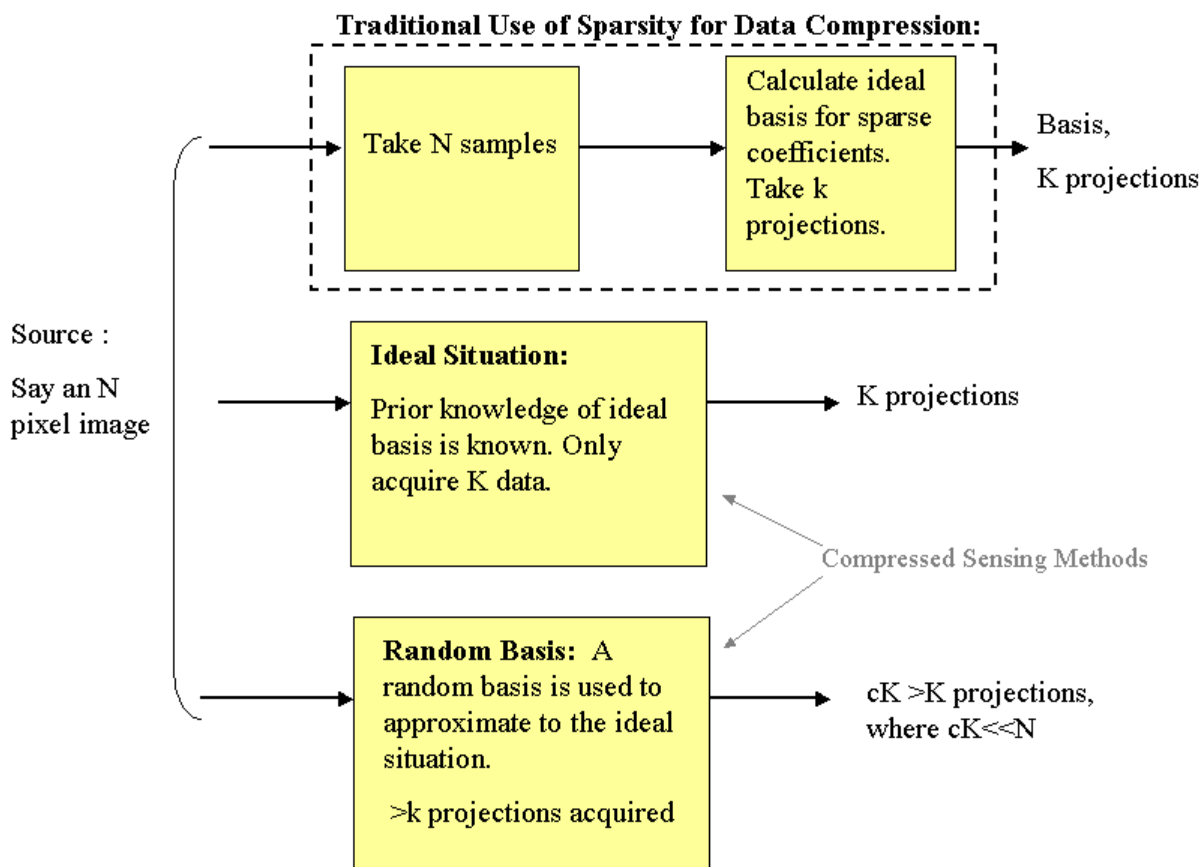 Traditional Use of Sparsity for Data Compression:
Take N samples
Calculate ideal
basis for sparse
coefficients.
Take k
projections.
Basis,
K projections
Source :
Say an N
pixel image
Ideal Situation:
Prior knowledge of ideal
basis is known. Only
acquire K data.
K projections
Compressed Sensing Methods
Random Basis: A
random basis is used to
approximate to the ideal
situation.
>k projections acquired
cK >K projections,
where cK<<N